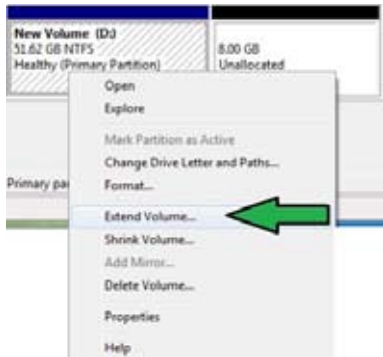 New Volume (D:)
51.62 GB NTFS
Healthy (Primary Partition)
8.00 GB
Unallocated
Open
Explore
Mark Partition as Active
Change Drive Letter and Paths...
Format...
Primary par
Extend Volume...
Shrink Volume...
Add Mirror...
Delete Volume...
Properties
Help